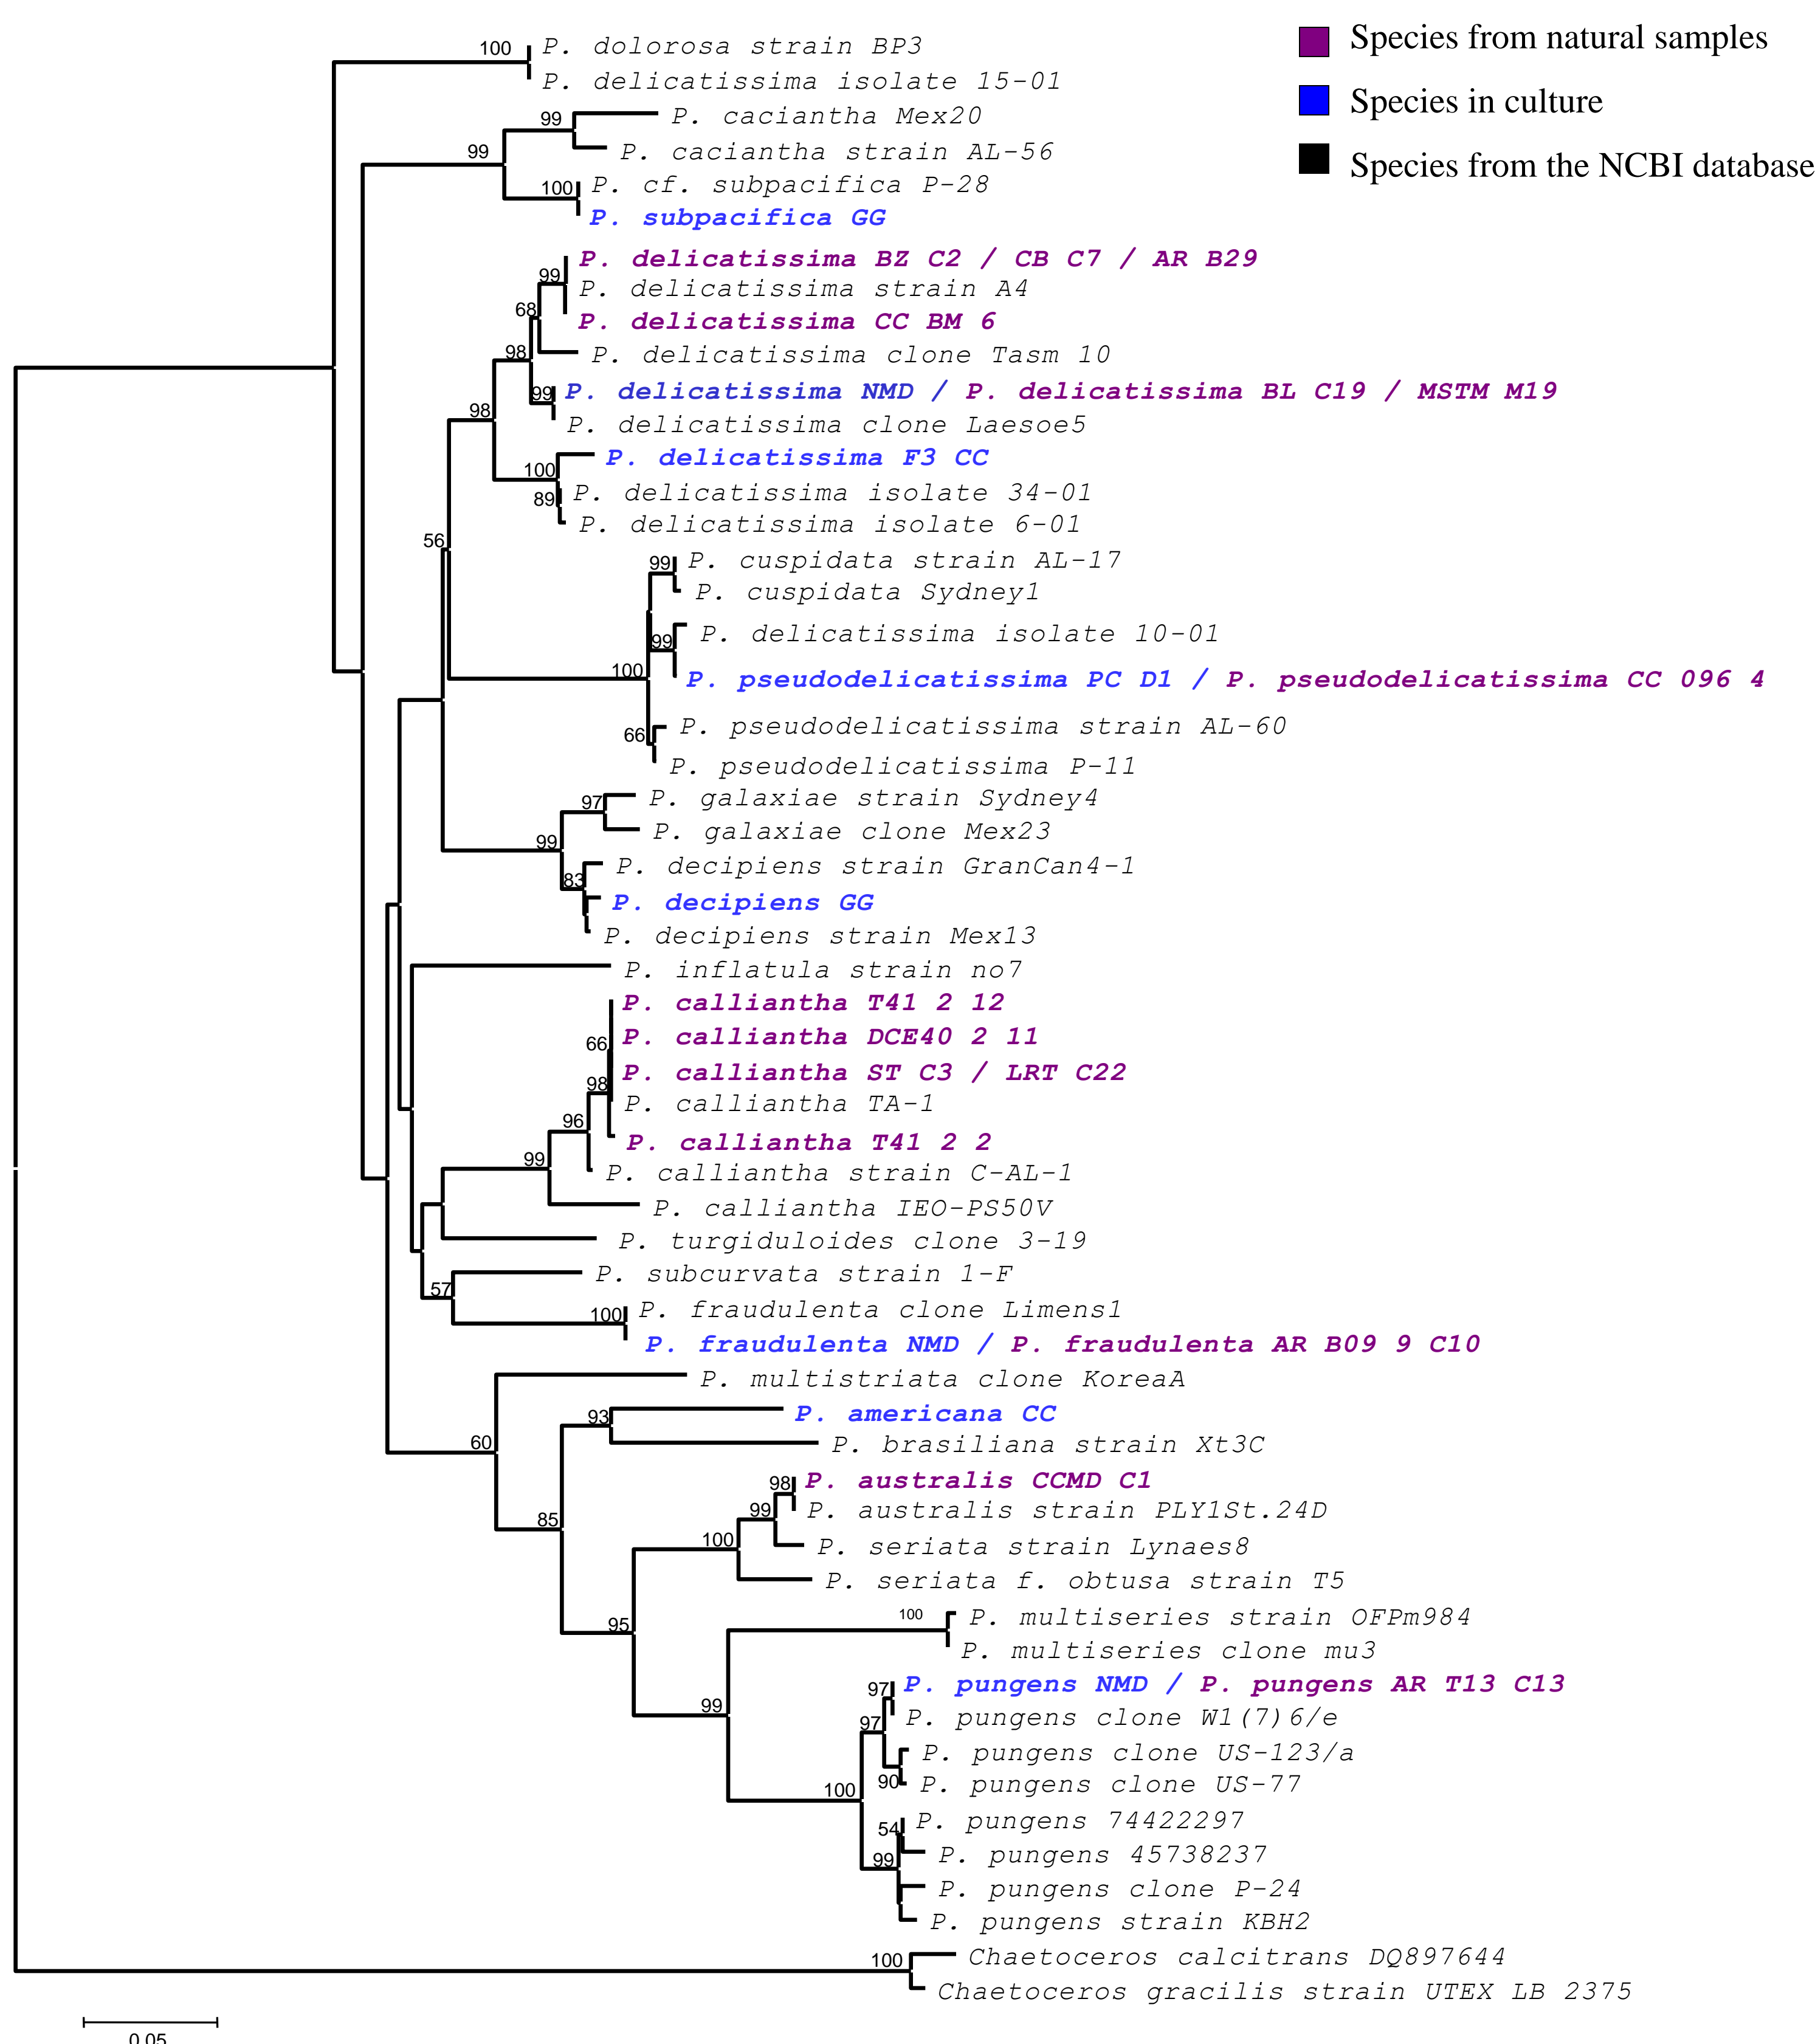 Species from natural samples
Species in culture
Species from the NCBI database
100
P. dolorosa strain BP3
P. delicatissima isolate 15-01
99
99
P. caciantha Mex20
P. caciantha strain AL-56
100
P. cf. subpacifica P-28
P. subpacifica GG
P. delicatissima BZ C2 / CB C7 / AR B29
99
P. delicatissima strain A4
68
P. delicatissima CC BM 6
98
P. delicatissima clone Tasm 10
99
P. delicatissima NMD / P. delicatissima BL C19 / MSTM M19
98
P. delicatissima clone Laesoe5
P. delicatissima F3 CC
100
89
P. delicatissima isolate 34-01
P. delicatissima isolate 6-01
56
99
P. cuspidata strain AL-17
P. cuspidata Sydney1
99
P. delicatissima isolate 10-01
100
P. pseudodelicatissima PC D1 / P. pseudodelicatissima CC 096 4
66
P. pseudodelicatissima strain AL-60
P. pseudodelicatissima P-11
97
P. galaxiae strain Sydney4
P. galaxiae clone Mex23
99
P. decipiens strain GranCan4-1
83
P. decipiens GG
P. decipiens strain Mex13
P. inflatula strain no7
P. calliantha T41 2 12
66
P. calliantha DCE40 2 11
P. calliantha ST C3 / LRT C22
98
P. calliantha TA-1
96
P. calliantha T41 2 2
99
P. calliantha strain C-AL-1
P. calliantha IEO-PS50V
P. turgiduloides clone 3-19
57
P. subcurvata strain 1-F
100
P. fraudulenta clone Limens1
P. fraudulenta NMD / P. fraudulenta AR B09 9 C10
P. multistriata clone KoreaA
93
P. americana CC
60
P. brasiliana strain Xt3C
98
P. australis CCMD C1
99
P. australis strain PLY1St.24D
85
100
P. seriata strain Lynaes8
P. seriata f. obtusa strain T5
95
100
P. multiseries strain OFPm984
P. multiseries clone mu3
97
P. pungens NMD / P. pungens AR T13 C13
99
97
P. pungens clone W1(7)6/e
P. pungens clone US-123/a
90
P. pungens clone US-77
100
P. pungens 74422297
54
P. pungens 45738237
99
P. pungens clone P-24
P. pungens strain KBH2
100
Chaetoceros calcitrans DQ897644
Chaetoceros gracilis strain UTEX LB 2375
0.05